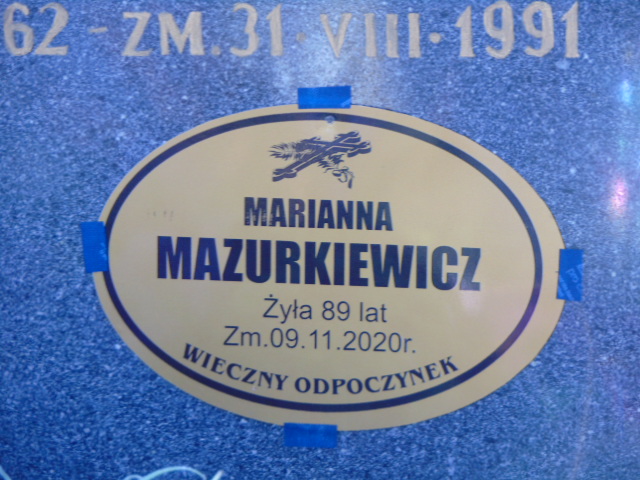 62 - ZM. 31 · VIII · 1991
MARIANNA
MAZURKIEWICZ
Żyła 89 lat
Zm.09.11.2020r.
WIECZNY ODPOCZYNEK